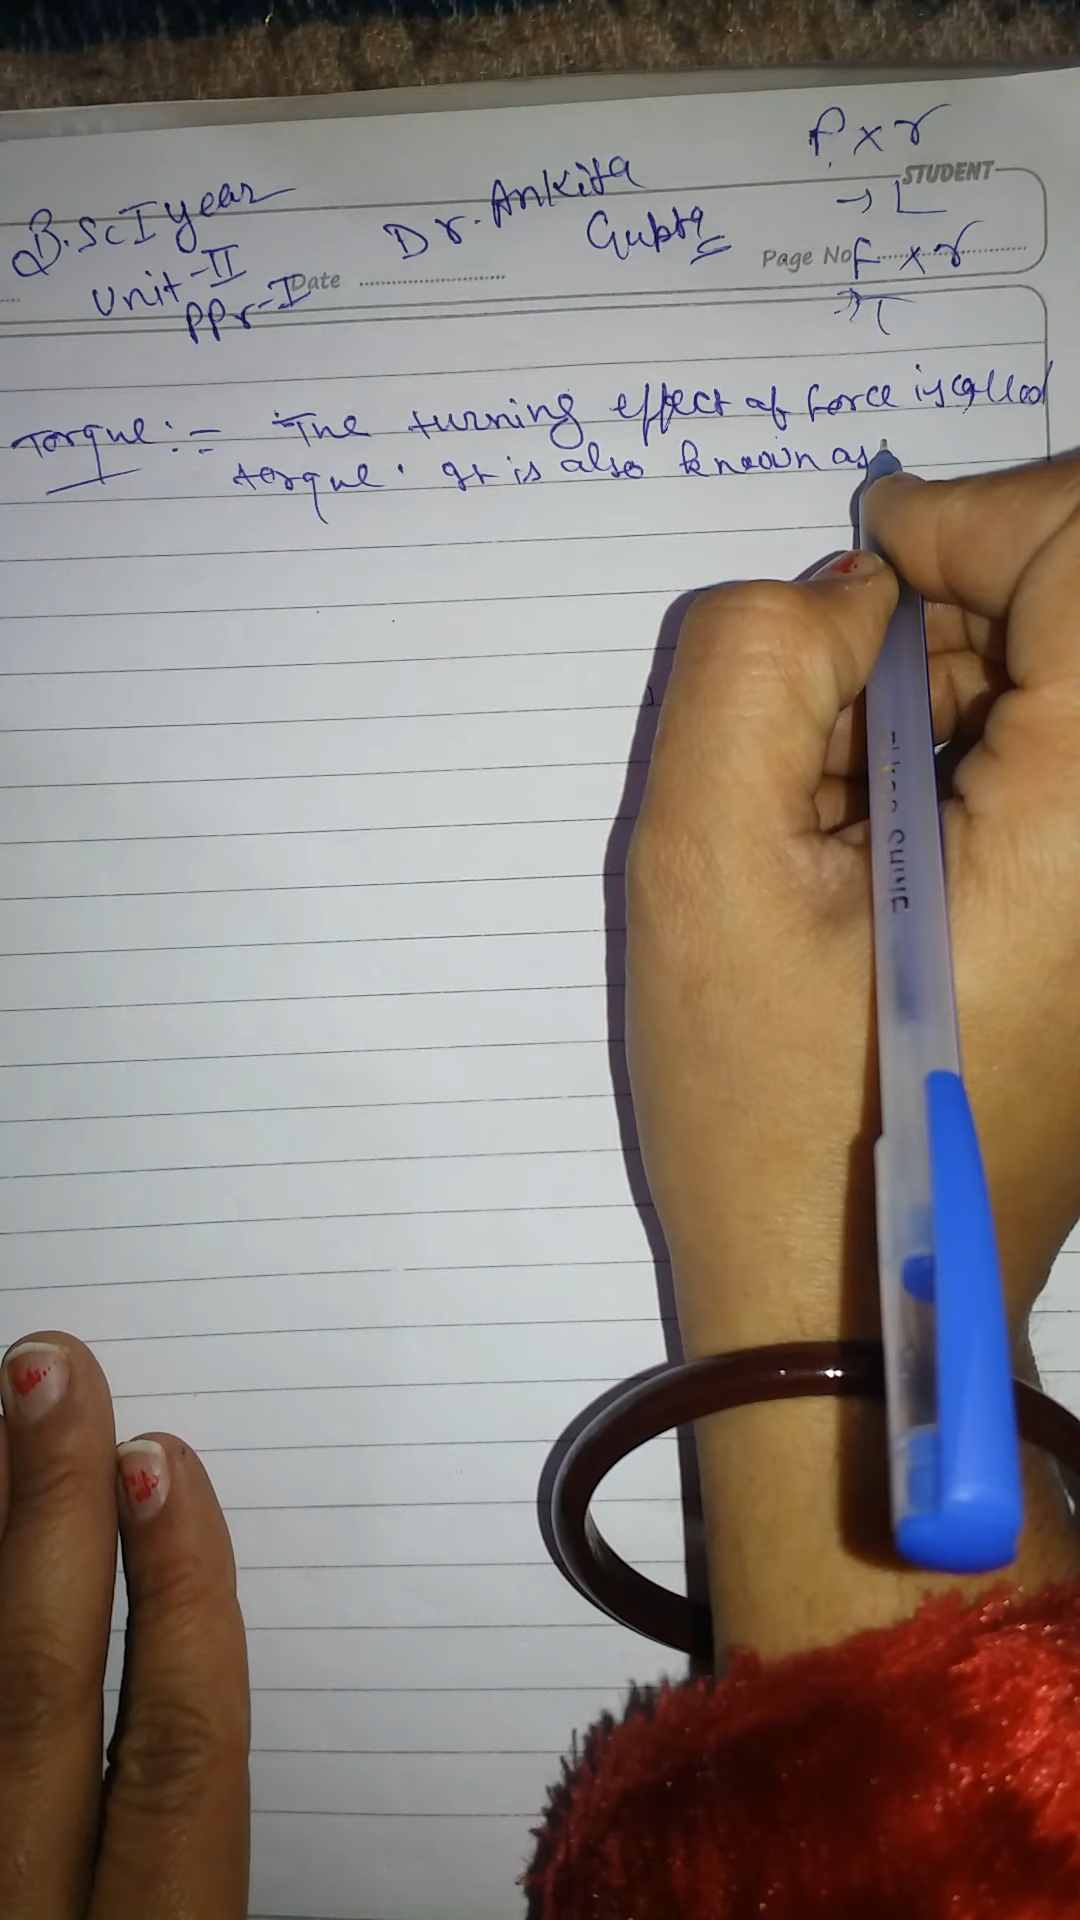 P × r
STUDENT
→ L
B.Sc I year
Dr. Ankita
Gupta
Unit-II
Page No. F × r
PPr-I
Date
→ τ
Torque := The turning effect of force is called
torque. It is also known as